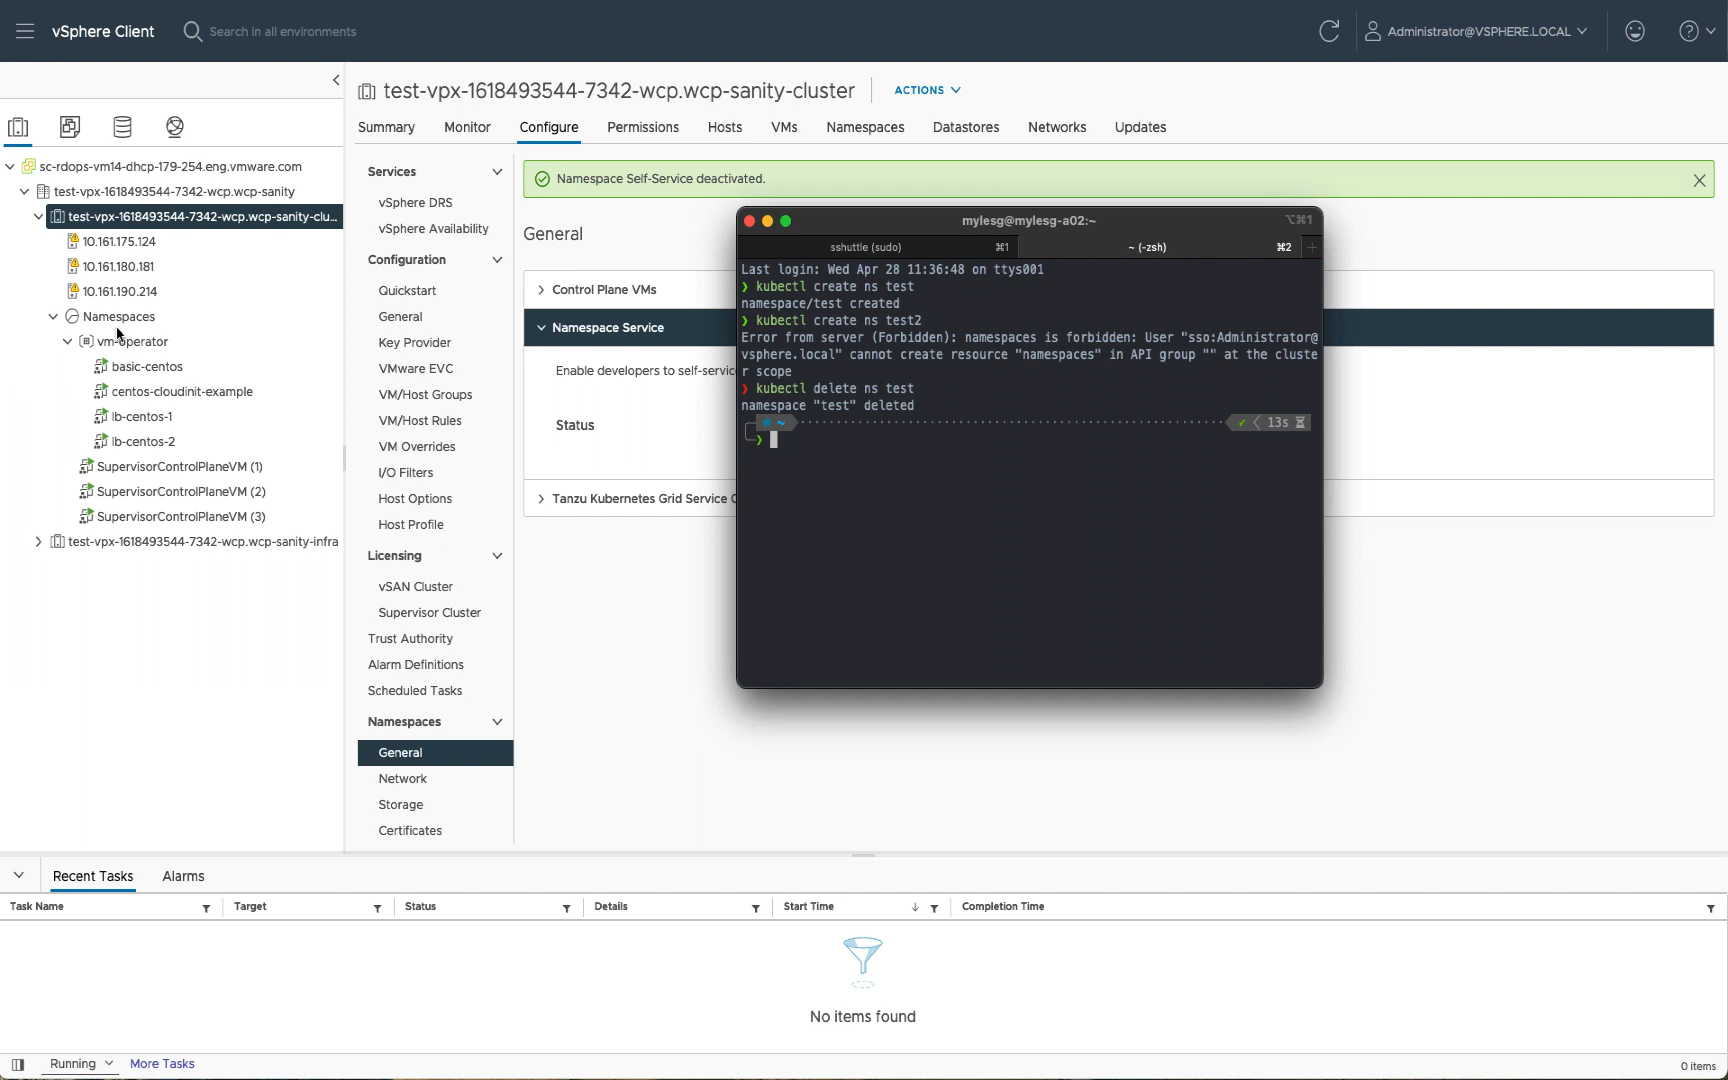 vSphere Client
Search in all environments
Administrator@VSPHERE.LOCAL
test-vpx-1618493544-7342-wcp.wcp-sanity-cluster
ACTIONS
Summary
Monitor
Configure
Permissions
Hosts
VMs
Namespaces
Datastores
Networks
Updates
sc-rdops-vm14-dhcp-179-254.eng.vmware.com
test-vpx-1618493544-7342-wcp.wcp-sanity
test-vpx-1618493544-7342-wcp.wcp-sanity-clu...
10.161.175.124
10.161.180.181
10.161.190.214
Namespaces
vm-operator
basic-centos
centos-cloudinit-example
lb-centos-1
lb-centos-2
SupervisorControlPlaneVM (1)
SupervisorControlPlaneVM (2)
SupervisorControlPlaneVM (3)
test-vpx-1618493544-7342-wcp.wcp-sanity-infra
Services
vSphere DRS
vSphere Availability
Configuration
Quickstart
General
Key Provider
VMware EVC
VM/Host Groups
VM/Host Rules
VM Overrides
I/O Filters
Host Options
Host Profile
Licensing
vSAN Cluster
Supervisor Cluster
Trust Authority
Alarm Definitions
Scheduled Tasks
Namespaces
General
Network
Storage
Certificates
Namespace Self-Service deactivated.
General
Control Plane VMs
Namespace Service
Enable developers to self-servic
Status
Tanzu Kubernetes Grid Service C
mylesg@mylesg-a02:~
⌥⌘1
sshuttle (sudo)
⌘1
~ (-zsh)
⌘2
+
Last login: Wed Apr 28 11:36:48 on ttys001
❯ kubectl create ns test
namespace/test created
❯ kubectl create ns test2
Error from server (Forbidden): namespaces is forbidden: User "sso:Administrator@
vsphere.local" cannot create resource "namespaces" in API group "" at the cluste
r scope
❯ kubectl delete ns test
namespace "test" deleted
~
✓ 13s
❯
Recent Tasks
Alarms
Task Name
Target
Status
Details
Start Time
Completion Time
No items found
Running
More Tasks
0 items